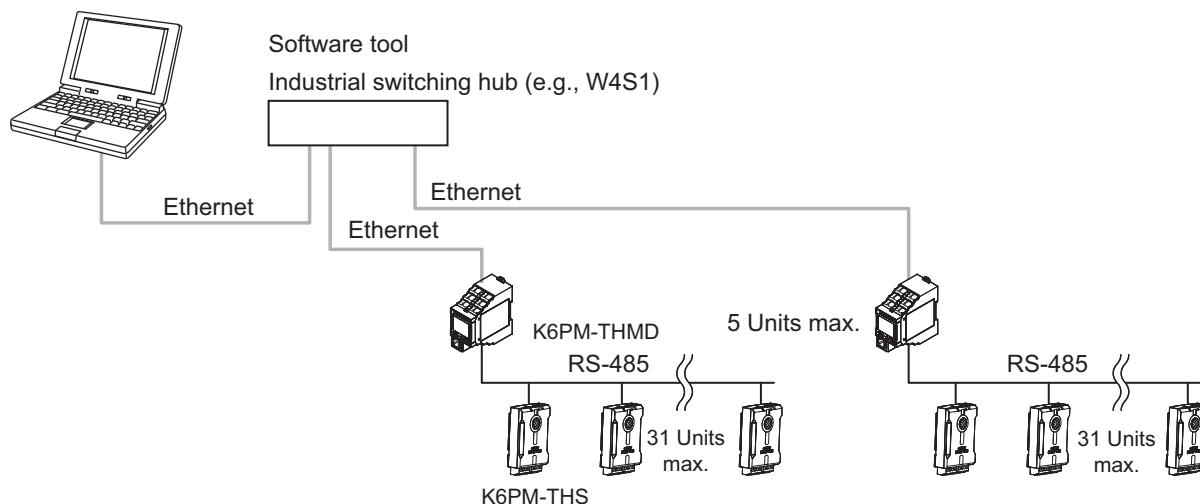 Software tool
Industrial switching hub (e.g., W4S1)
Ethernet
Ethernet
Ethernet
K6PM-THMD
5 Units max.
RS-485
RS-485
31 Units
max.
31 Units
max.
K6PM-THS